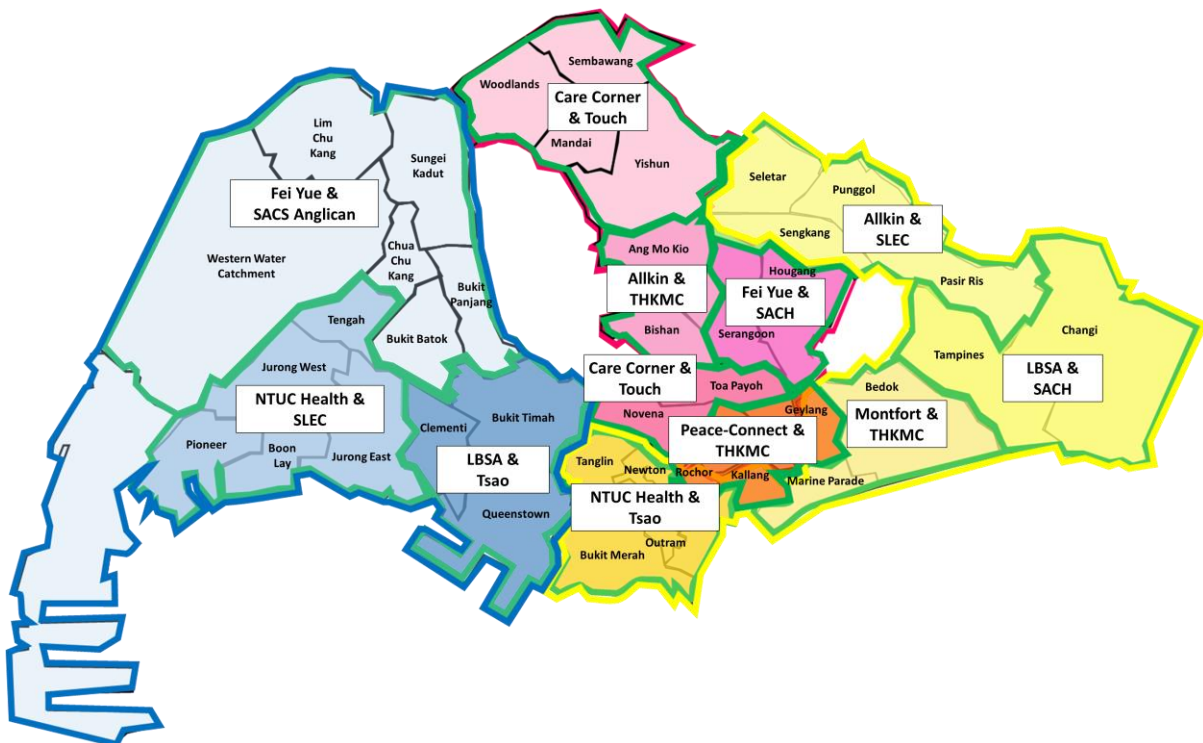 Sembawang
Woodlands
Care Corner
& Touch
Mandai
Yishun
Lim
Chu
Kang
Sungei
Kadut
Fei Yue &
SACS Anglican
Western Water
Catchment
Chua
Chu
Kang
Bukit
Panjang
Bukit Batok
Seletar
Punggol
Allkin &
SLEC
Sengkang
Pasir Ris
Ang Mo Kio
Allkin &
THKMC
Bishan
Hougang
Fei Yue &
SACH
Serangoon
Changi
Tampines
LBSA &
SACH
Tengah
Jurong West
NTUC Health &
SLEC
Pioneer
Boon
Lay
Jurong East
Care Corner &
Touch
Toa Payoh
Novena
Bukit Timah
Clementi
LBSA &
Tsao
Queenstown
Geylang
Peace-Connect &
THKMC
Rochor
Kallang
Bedok
Montfort &
THKMC
Marine Parade
Tanglin
Newton
NTUC Health &
Tsao
Outram
Bukit Merah